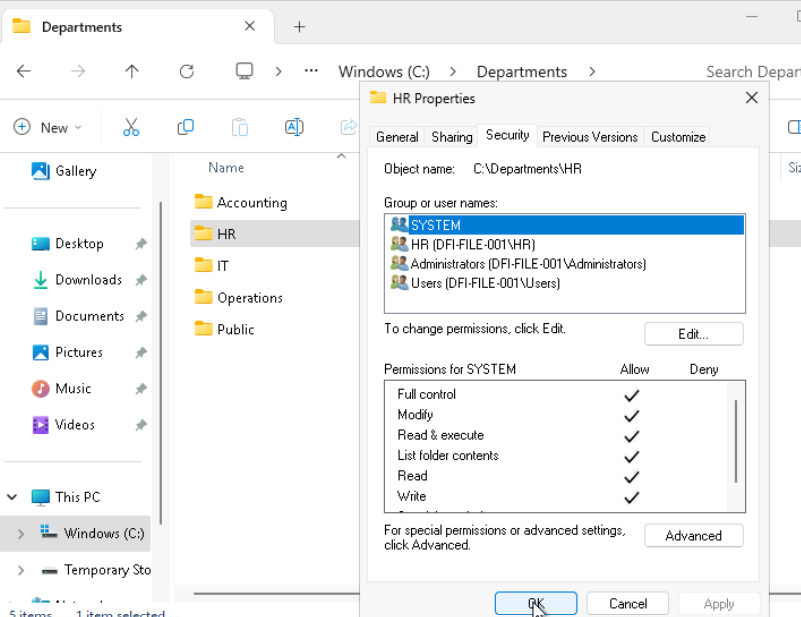 Departments
Windows (C:) Departments Search Depar
HR Properties
New
General Sharing Security Previous Versions Customize
Gallery
Name
Object name: C:\Departments\HR
Accounting
Group or user names:
SYSTEM
HR
HR (DFI-FILE-001\HR)
Desktop
IT
Administrators (DFI-FILE-001\Administrators)
Downloads
Users (DFI-FILE-001\Users)
Operations
Documents
Public
To change permissions, click Edit.
Edit...
Pictures
Permissions for SYSTEM Allow Deny
Music
Full control
Modify
Videos
Read & execute
List folder contents
Read
This PC
Write
Windows (C:)
For special permissions or advanced settings,
click Advanced.
Advanced
Temporary Sto
OK Cancel Apply
5 items 1 item selected